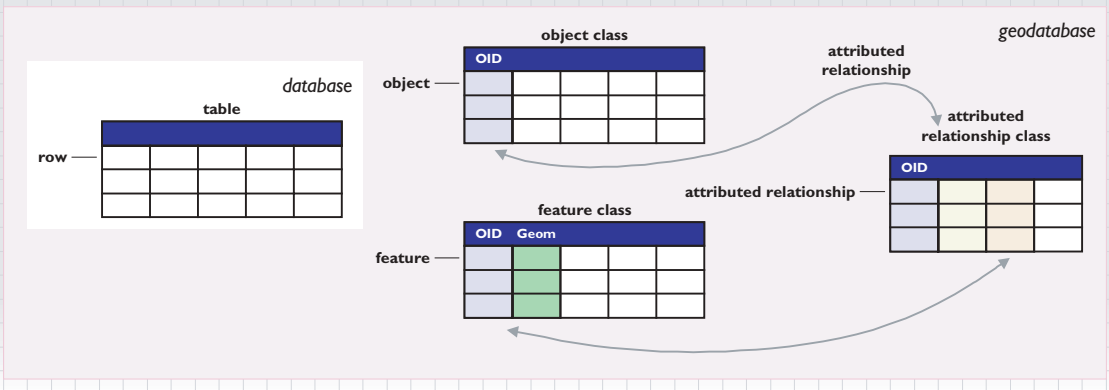 geodatabase
database
table
row
object class
OID
object
attributed
relationship
attributed
relationship class
OID
attributed relationship
feature class
OID Geom
feature